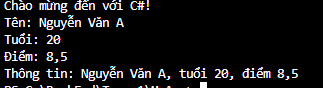 Chào mừng đến với C#!
Tên: Nguyễn Văn A
Tuổi: 20
Điểm: 8,5
Thông tin: Nguyễn Văn A, tuổi 20, điểm 8,5